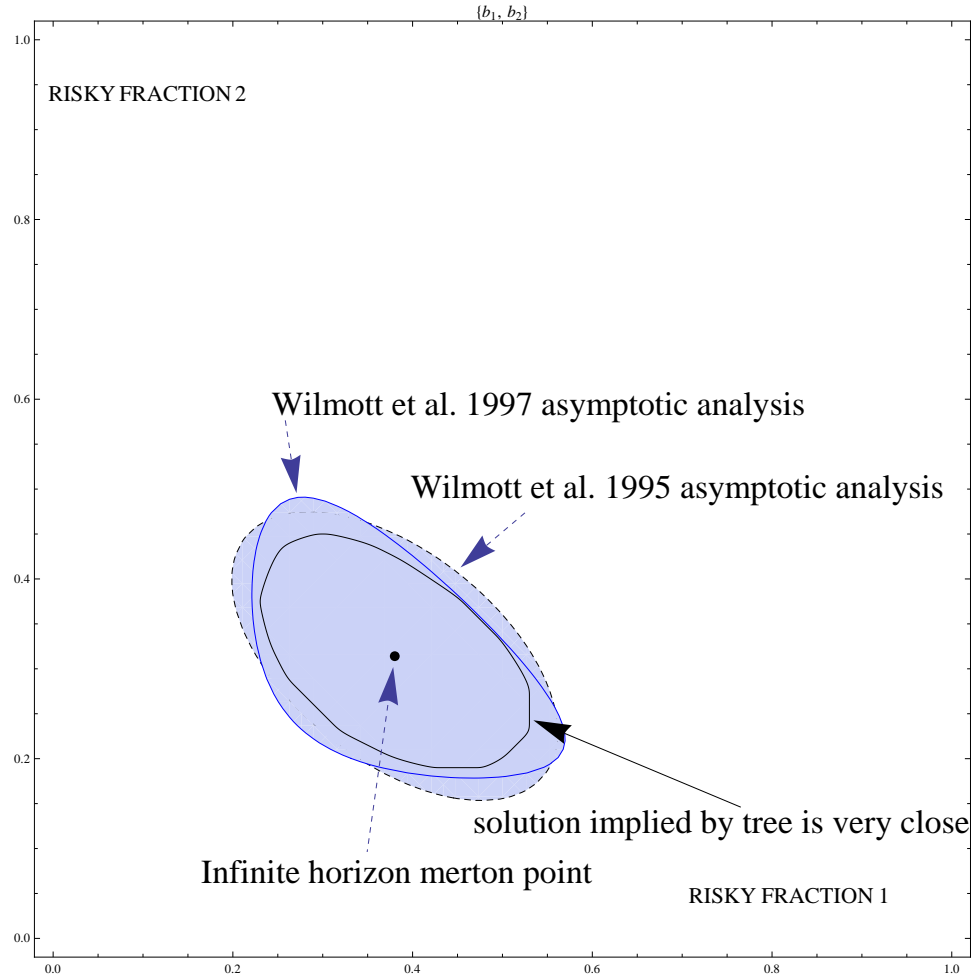 {b1, b2}
1.0
RISKY FRACTION 2
0.8
0.6
Wilmott et al. 1997 asymptotic analysis
Wilmott et al. 1995 asymptotic analysis
0.4
0.2
solution implied by tree is very close
Infinite horizon merton point
RISKY FRACTION 1
0.0
0.0 0.2 0.4 0.6 0.8 1.0